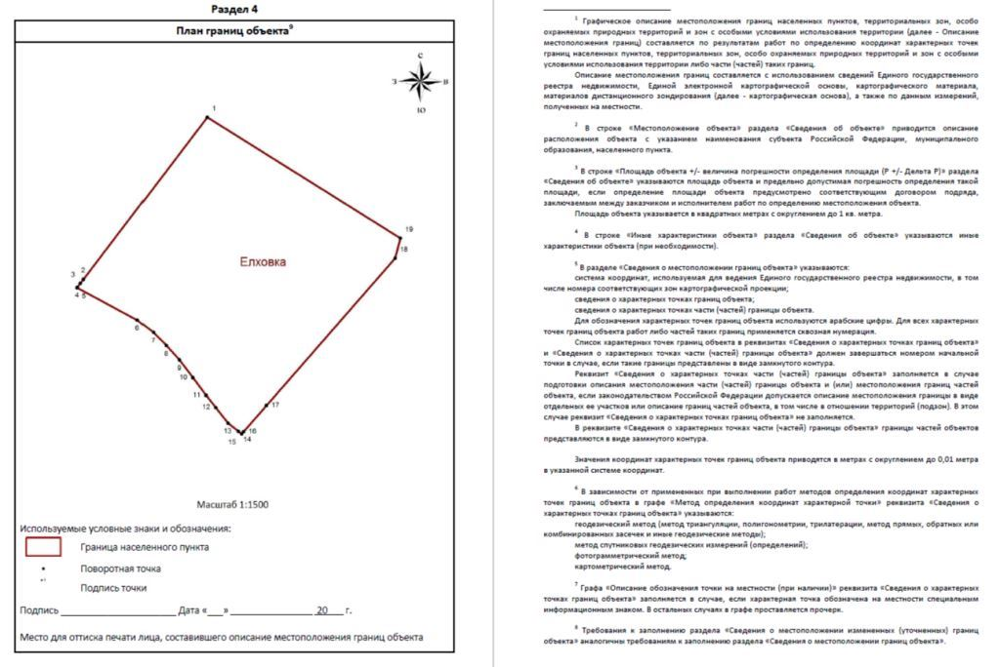 Раздел 4
План границ объекта⁹
С
З
В
Ю
1
19
18
Елховка
2
3
4
5
6
7
8
9
10
11
12
13
15
14
16
17
Масштаб 1:1500
Используемые условные знаки и обозначения:
Граница населенного пункта
Поворотная точка
Подпись точки
Подпись ____________________ Дата «___» _______________ 20___ г.
Место для оттиска печати лица, составившего описание местоположения границ объекта
¹ Графическое описание местоположения границ населенных пунктов, территориальных зон, особо
охраняемых природных территорий и зон с особыми условиями использования территории (далее - Описание
местоположения границ) составляется по результатам работ по определению координат характерных точек
границ населенных пунктов, территориальных зон, особо охраняемых природных территорий и зон с особыми
условиями использования территории либо части (частей) таких границ.
Описание местоположения границ составляется с использованием сведений Единого государственного
реестра недвижимости, Единой электронной картографической основы, картографического материала,
материалов дистанционного зондирования (далее - картографическая основа), а также по данным измерений,
полученных на местности.
² В строке «Местоположение объекта» раздела «Сведения об объекте» приводится описание
расположения объекта с указанием наименования субъекта Российской Федерации, муниципального
образования, населенного пункта.
³ В строке «Площадь объекта +/- величина погрешности определения площади (P +/- Дельта P)» раздела
«Сведения об объекте» указываются площадь объекта и предельно допустимая погрешность определения такой
площади, если определение площади объекта предусмотрено соответствующим договором подряда,
заключаемым между заказчиком и исполнителем работ по определению местоположения объекта.
Площадь объекта указывается в квадратных метрах с округлением до 1 кв. метра.
⁴ В строке «Иные характеристики объекта» раздела «Сведения об объекте» указываются иные
характеристики объекта (при необходимости).
⁵ В разделе «Сведения о местоположении границ объекта» указываются:
система координат, используемая для ведения Единого государственного реестра недвижимости, в том
числе номера соответствующих зон картографической проекции;
сведения о характерных точках границ объекта;
сведения о характерных точках части (частей) границы объекта.
Для обозначения характерных точек границ объекта используются арабские цифры. Для всех характерных
точек границ объекта работ либо частей таких границ применяется сквозная нумерация.
Список характерных точек границ объекта в реквизитах «Сведения о характерных точках границ объекта»
и «Сведения о характерных точках части (частей) границы объекта» должен завершаться номером начальной
точки в случае, если такие границы представлены в виде замкнутого контура.
Реквизит «Сведения о характерных точках части (частей) границы объекта» заполняется в случае
подготовки описания местоположения части (частей) границы объекта и (или) местоположения границ частей
объекта, если законодательством Российской Федерации допускается описание местоположения границы в виде
отдельных ее участков или описание границ частей объекта, в том числе в отношении территорий (подзон). В этом
случае реквизит «Сведения о характерных точках границ объекта» не заполняется.
В реквизите «Сведения о характерных точках части (частей) границы объекта» границы частей объектов
представляются в виде замкнутого контура.
Значения координат характерных точек границ объекта приводятся в метрах с округлением до 0,01 метра
в указанной системе координат.
⁶ В зависимости от примененных при выполнении работ методов определения координат характерных
точек границ объекта в графе «Метод определения координат характерной точки» реквизита «Сведения о
характерных точках границ объекта» указываются:
геодезический метод (метод триангуляции, полигонометрии, трилатерации, метод прямых, обратных или
комбинированных засечек и иные геодезические методы);
метод спутниковых геодезических измерений (определений);
фотограмметрический метод;
картометрический метод.
⁷ Графа «Описание обозначения точки на местности (при наличии)» реквизита «Сведения о характерных
точках границ объекта» заполняется в случае, если характерная точка обозначена на местности специальным
информационным знаком. В остальных случаях в графе проставляется прочерк.
⁸ Требования к заполнению раздела «Сведения о местоположении измененных (уточненных) границ
объекта» аналогичны требованиям к заполнению раздела «Сведения о местоположении границ объекта».